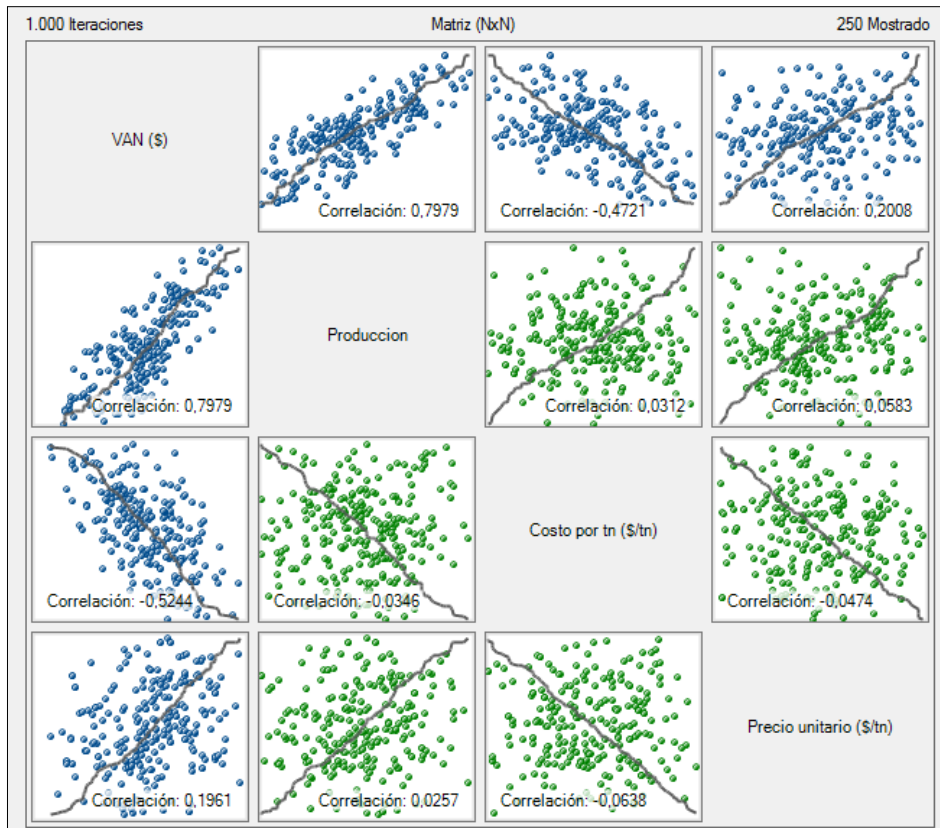 1.000 Iteraciones Matriz (NxN) 250 Mostrado
VAN ($)
Correlación: 0,7979
Correlación: -0,4721
Correlación: 0,2008
Correlación: 0,7979
Produccion
Correlación: 0,0312
Correlación: 0,0583
Correlación: -0,5244
Correlación: -0,0346
Costo por tn ($/tn)
Correlación: -0,0474
Correlación: 0,1961
Correlación: 0,0257
Correlación: -0,0638
Precio unitario ($/tn)